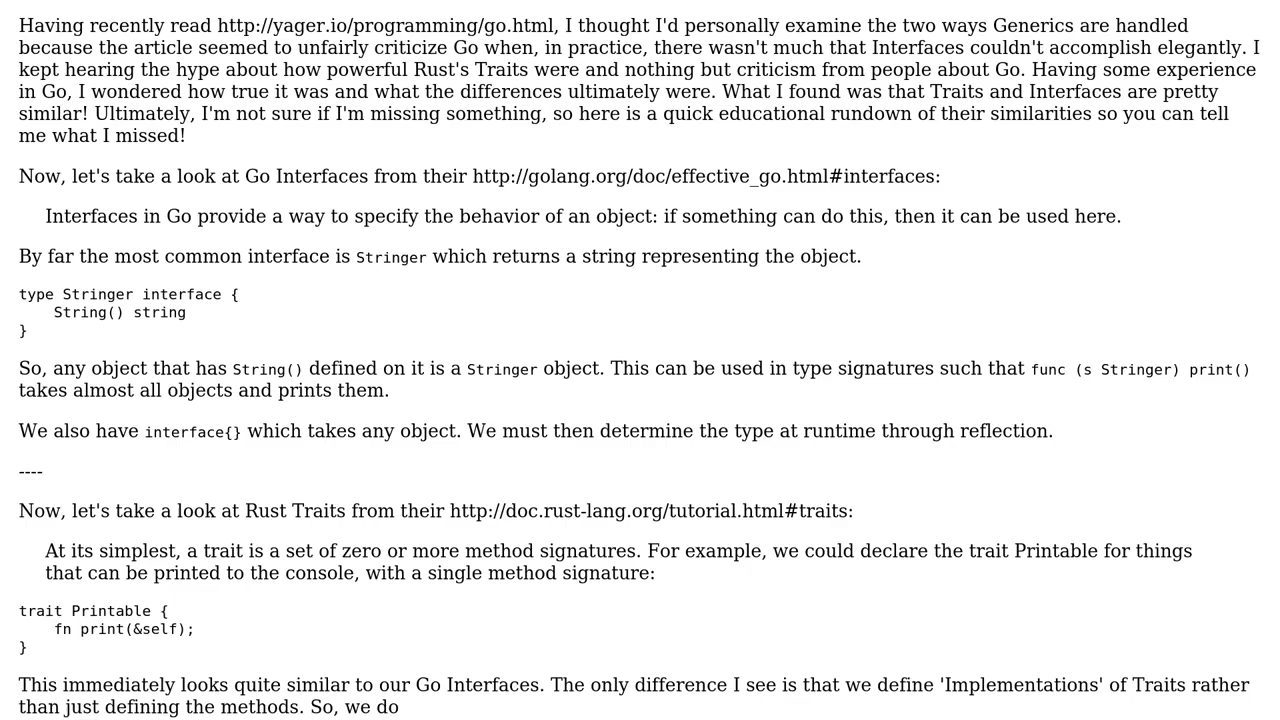 Having recently read http://yager.io/programming/go.html, I thought I'd personally examine the two ways Generics are handled
because the article seemed to unfairly criticize Go when, in practice, there wasn't much that Interfaces couldn't accomplish elegantly. I
kept hearing the hype about how powerful Rust's Traits were and nothing but criticism from people about Go. Having some experience
in Go, I wondered how true it was and what the differences ultimately were. What I found was that Traits and Interfaces are pretty
similar! Ultimately, I'm not sure if I'm missing something, so here is a quick educational rundown of their similarities so you can tell
me what I missed!
Now, let's take a look at Go Interfaces from their http://golang.org/doc/effective_go.html#interfaces:
Interfaces in Go provide a way to specify the behavior of an object: if something can do this, then it can be used here.
By far the most common interface is Stringer which returns a string representing the object.
type Stringer interface {
    String() string
}
So, any object that has String() defined on it is a Stringer object. This can be used in type signatures such that func (s Stringer) print()
takes almost all objects and prints them.
We also have interface{} which takes any object. We must then determine the type at runtime through reflection.
----
Now, let's take a look at Rust Traits from their http://doc.rust-lang.org/tutorial.html#traits:
At its simplest, a trait is a set of zero or more method signatures. For example, we could declare the trait Printable for things
that can be printed to the console, with a single method signature:
trait Printable {
    fn print(&self);
}
This immediately looks quite similar to our Go Interfaces. The only difference I see is that we define 'Implementations' of Traits rather
than just defining the methods. So, we do